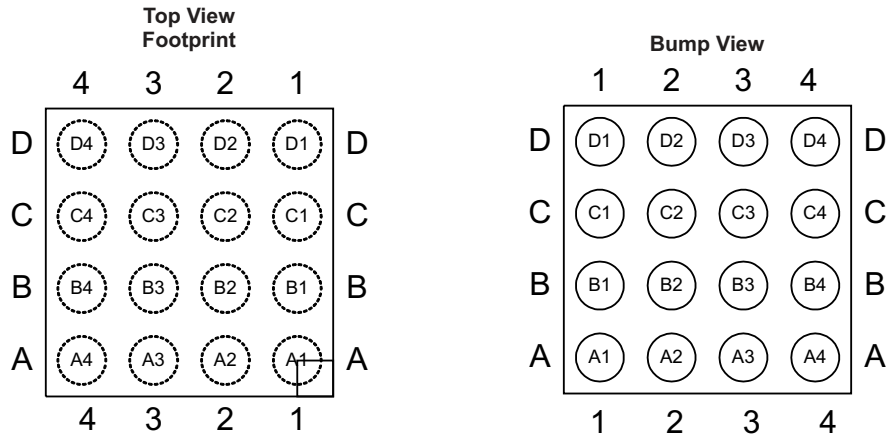 Top View
Footprint
4 3 2 1
D D4 D3 D2 D1 D
C C4 C3 C2 C1 C
B B4 B3 B2 B1 B
A A4 A3 A2 A1 A
4 3 2 1
Bump View
1 2 3 4
D D1 D2 D3 D4 D
C C1 C2 C3 C4 C
B B1 B2 B3 B4 B
A A1 A2 A3 A4 A
1 2 3 4